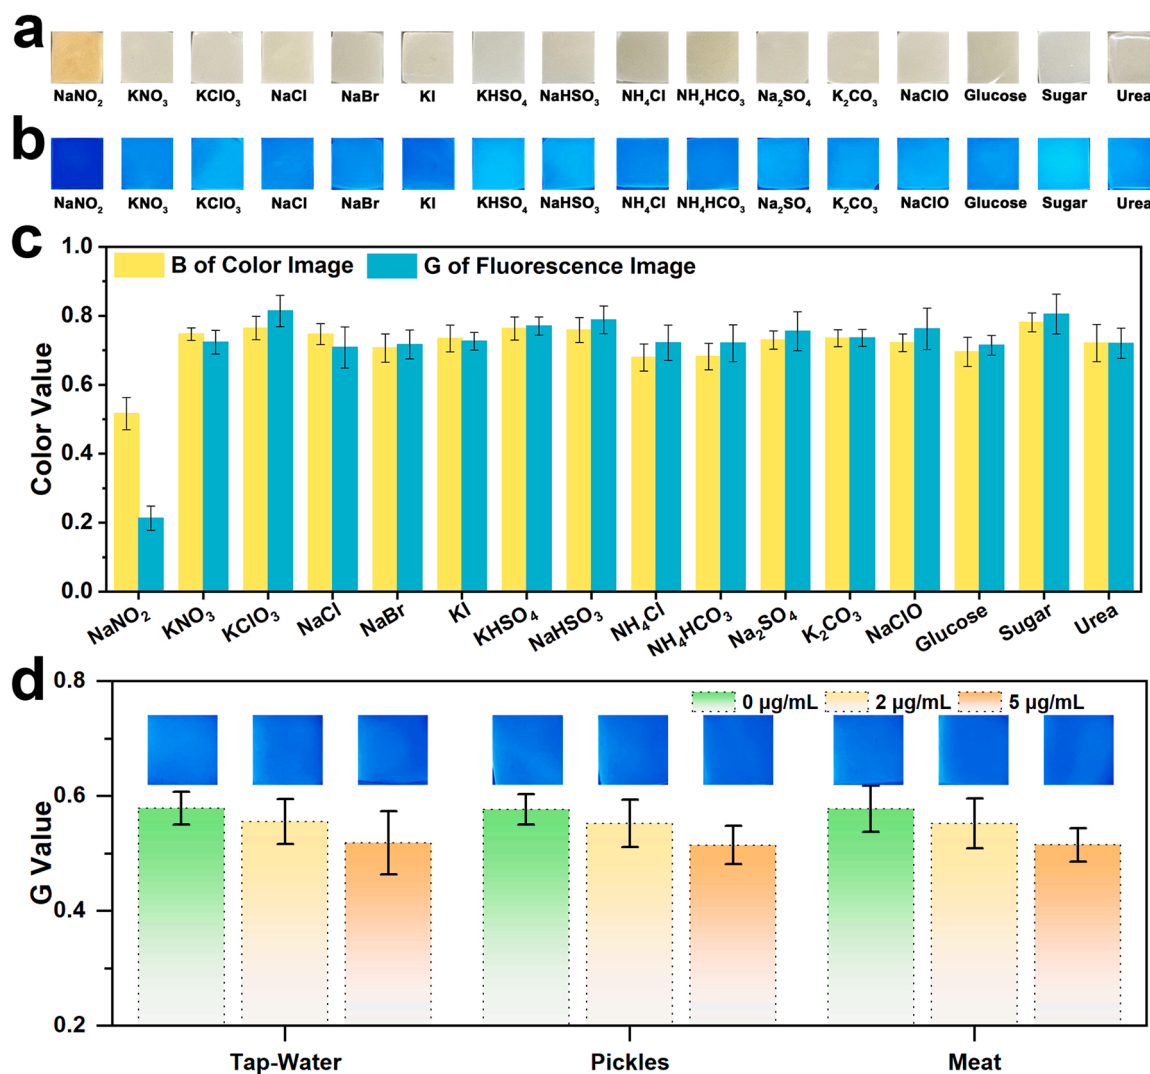 a
NaNO₂ KNO₃ KClO₃ NaCl NaBr KI KHSO₄ NaHSO₃ NH₄Cl NH₄HCO₃ Na₂SO₄ K₂CO₃ NaClO Glucose Sugar Urea
b
NaNO₂ KNO₃ KClO₃ NaCl NaBr KI KHSO₄ NaHSO₃ NH₄Cl NH₄HCO₃ Na₂SO₄ K₂CO₃ NaClO Glucose Sugar Urea
c
Color Value
1.0
0.8
0.6
0.4
0.2
0.0
B of Color Image G of Fluorescence Image
NaNO₂ KNO₃ KClO₃ NaCl NaBr KI KHSO₄ NaHSO₃ NH₄Cl NH₄HCO₃ Na₂SO₄ K₂CO₃ NaClO Glucose Sugar Urea
d
G Value
0.8
0.6
0.4
0.2
0 μg/mL 2 μg/mL 5 μg/mL
Tap-Water Pickles Meat